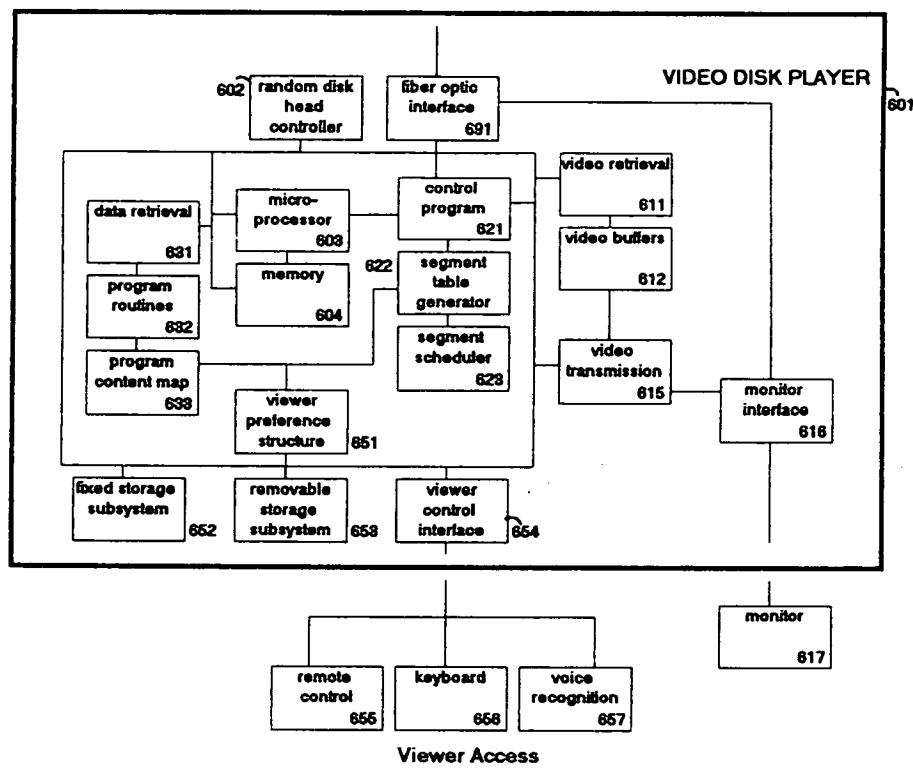 VIDEO DISK PLAYER
601
602
random disk
head
controller
fiber optic
interface
691
video retrieval
611
data retrieval
631
micro-
processor
603
control
program
621
video buffers
612
program
routines
632
memory
604
622
segment
table
generator
program
content map
633
segment
scheduler
623
video
transmission
615
monitor
interface
616
viewer
preference
structure
651
fixed storage
subsystem
652
removable
storage
subsystem
653
viewer
control
interface
654
monitor
617
remote
control
655
keyboard
656
voice
recognition
657
Viewer Access